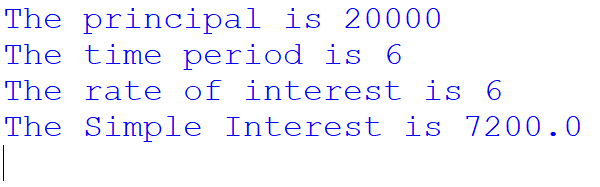 The principal is 20000
The time period is 6
The rate of interest is 6
The Simple Interest is 7200.0